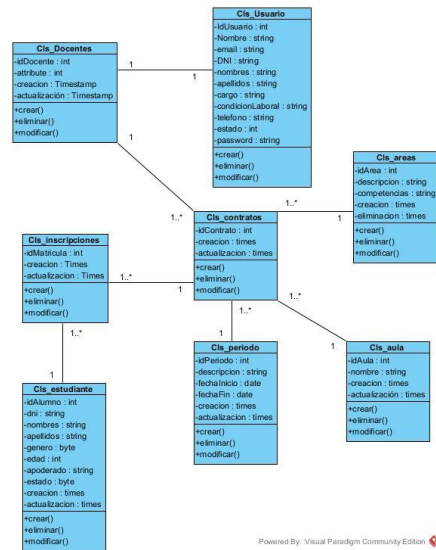 Cls_Usuario
-IdUsuario : int
-Nombre : string
-email : string
-DNI : string
-nombres : string
-apellidos : string
-cargo : string
-condicionLaboral : string
-telefono : string
-estado : int
-password : string
+crear()
+eliminar()
+modificar()
Cls_Docentes
-idDocente : int
-attribute : int
-creacion : Timestamp
-actualización : Timestamp
+crear()
+eliminar()
+modificar()
1
1
1
1..*
Cls_areas
-idArea : int
-descripcion : string
-competencias : string
-creacion : times
-eliminacion : times
+crear()
+eliminar()
+modificar()
1..*
1
Cls_contratos
-idContrato : int
-creacion : times
-actualizacion : times
+crear()
+eliminar()
+modificar()
Cls_inscripciones
-idMatricula : int
-creacion : Times
-actualizacion : Times
+crear()
+eliminar()
+modificar()
1..*
1
1..*
1
1..*
1
1..*
1
Cls_periodo
-idPeriodo : int
-descripcion : string
-fechaInicio : date
-fechaFin : date
-creacion : times
-actualizacion : times
+crear()
+eliminar()
+modificar()
Cls_aula
-idAula : int
-nombre : string
-creacion : times
-actualización : times
+crear()
+eliminar()
+modificar()
Cls_estudiante
-idAlumno : int
-dni : string
-nombres : string
-apellidos : string
-genero : byte
-edad : int
-apoderado : string
-estado : byte
-creacion : times
-actualizacion : times
+crear()
+eliminar()
+modificar()
Powered By: Visual Paradigm Community Edition